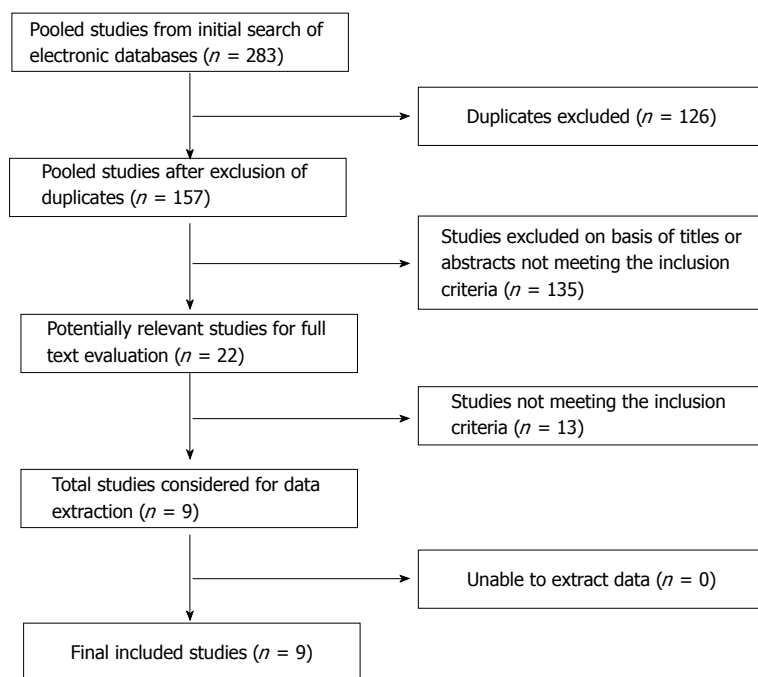 Pooled studies from initial search of
electronic databases (n = 283)
Duplicates excluded (n = 126)
Pooled studies after exclusion of
duplicates (n = 157)
Studies excluded on basis of titles or
abstracts not meeting the inclusion
criteria (n = 135)
Potentially relevant studies for full
text evaluation (n = 22)
Studies not meeting the inclusion
criteria (n = 13)
Total studies considered for data
extraction (n = 9)
Unable to extract data (n = 0)
Final included studies (n = 9)